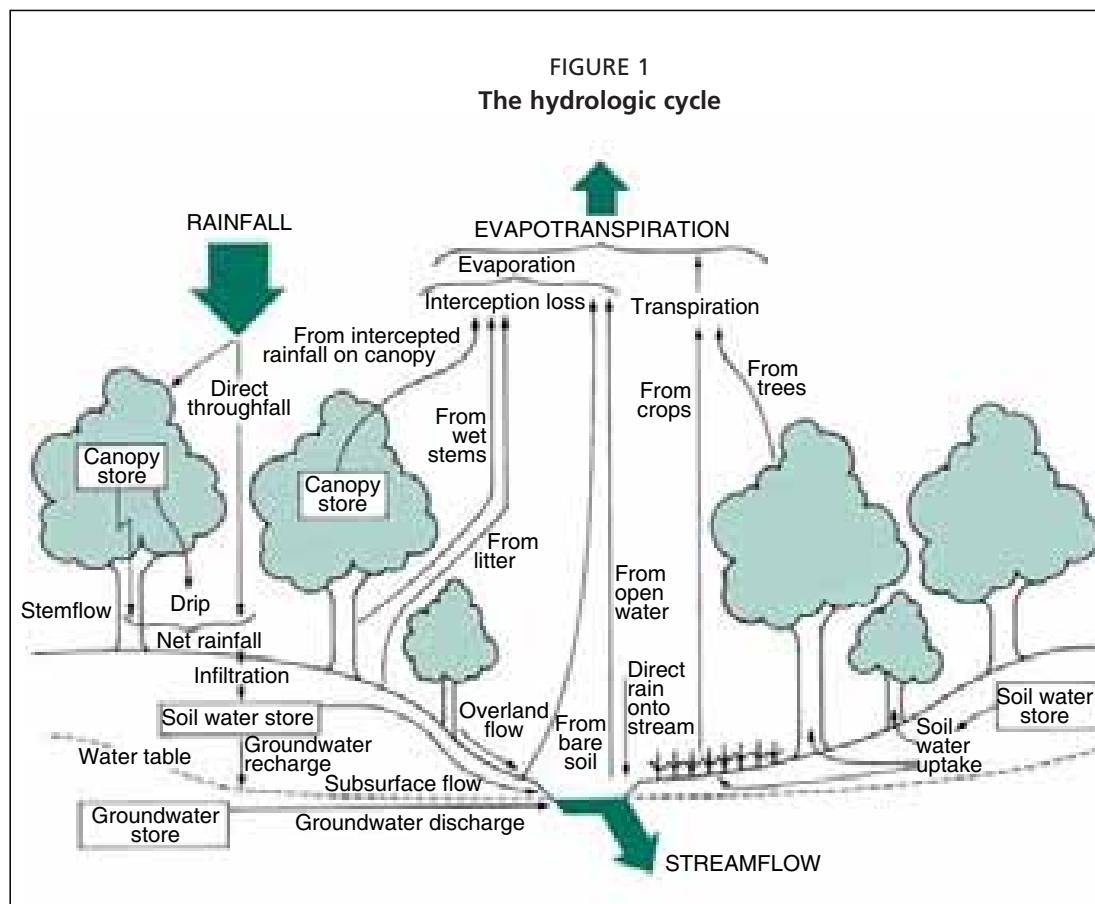 FIGURE 1
The hydrologic cycle
RAINFALL
EVAPOTRANSPIRATION
Evaporation
Interception loss
Transpiration
From intercepted
rainfall on canopy
Direct
throughfall
From
trees
From
crops
From
wet
stems
Canopy
store
Canopy
store
From
litter
From
open
water
Stemflow
Drip
Net rainfall
Infiltration
Soil water store
Overland
flow
From
bare
soil
Direct
rain
onto
stream
Soil water
store
Soil
water
uptake
Water table
Groundwater
recharge
Subsurface flow
Groundwater
store
Groundwater discharge
STREAMFLOW